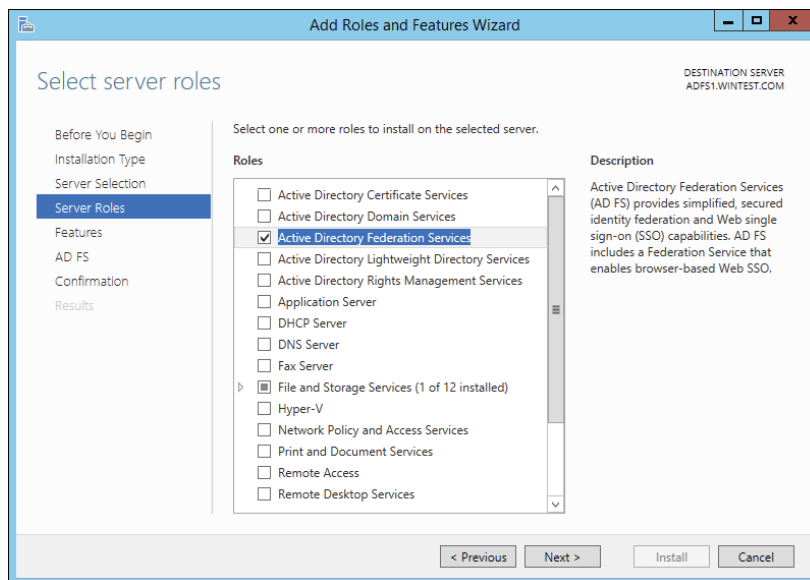 Add Roles and Features Wizard
Select server roles
DESTINATION SERVER
ADFS1.WINTEST.COM
Before You Begin
Installation Type
Server Selection
Server Roles
Features
AD FS
Confirmation
Results
Select one or more roles to install on the selected server.
Roles
Active Directory Certificate Services
Active Directory Domain Services
Active Directory Federation Services
Active Directory Lightweight Directory Services
Active Directory Rights Management Services
Application Server
DHCP Server
DNS Server
Fax Server
File and Storage Services (1 of 12 installed)
Hyper-V
Network Policy and Access Services
Print and Document Services
Remote Access
Remote Desktop Services
Description
Active Directory Federation Services
(AD FS) provides simplified, secured
identity federation and Web single
sign-on (SSO) capabilities. AD FS
includes a Federation Service that
enables browser-based Web SSO.
< Previous
Next >
Install
Cancel